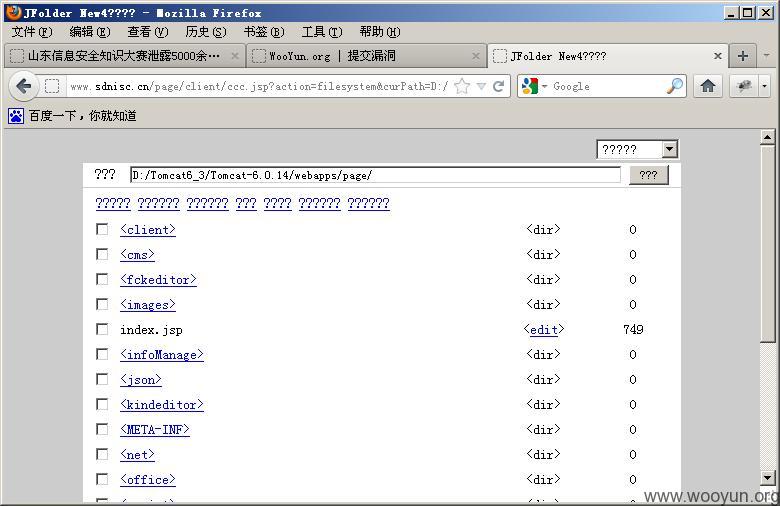 JFolder New4???? - Mozilla Firefox
文件(F) 编辑(E) 查看(V) 历史(S) 书签(B) 工具(T) 帮助(H)
山东信息安全知识大赛泄露5000余… WooYun.org | 提交漏洞 JFolder New4????
www.sdnisc.cn/page/client/ccc.jsp?action=filesystem&curPath=D:/ Google
百度一下，你就知道
?????
??? D:/Tomcat6_3/Tomcat-6.0.14/webapps/page/ ???
????? ?????? ?????? ??? ???? ?????? ??????
<client> <dir> 0
<cms> <dir> 0
<fckeditor> <dir> 0
<images> <dir> 0
index.jsp <edit> 749
<infoManage> <dir> 0
<json> <dir> 0
<kindeditor> <dir> 0
<META-INF> <dir> 0
<net> <dir> 0
<office> <dir> 0
www.wooyun.org